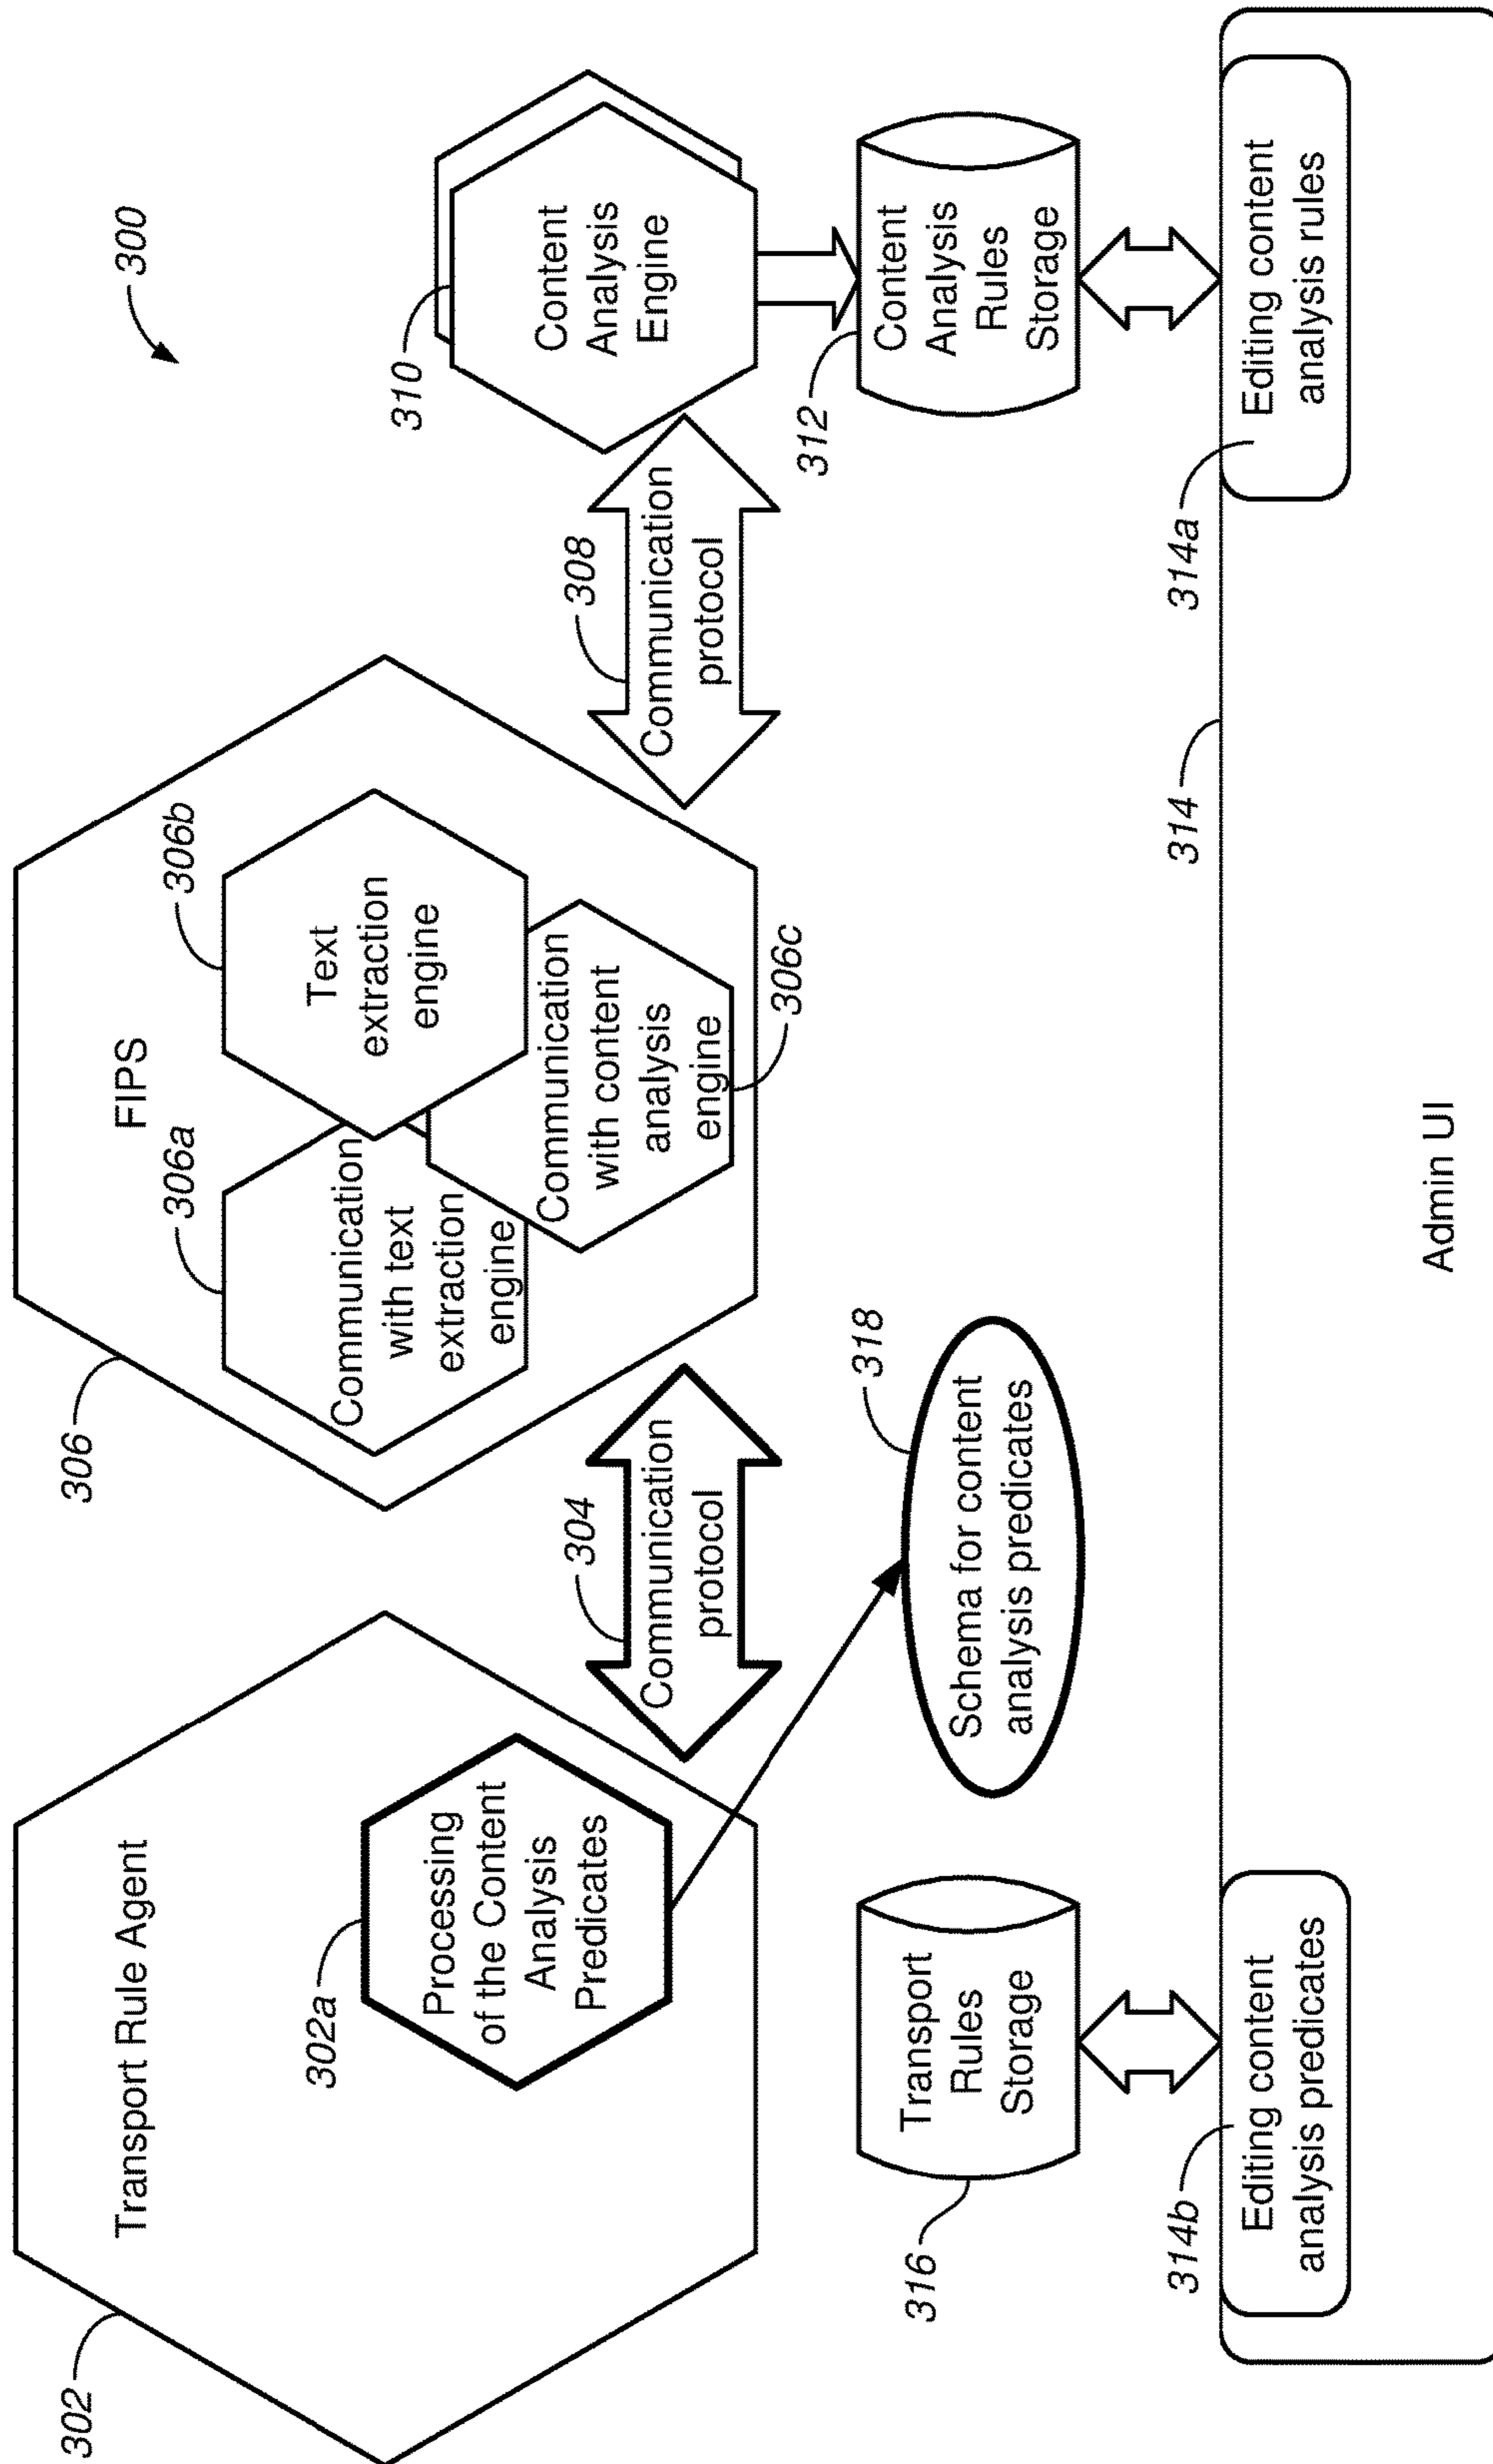 300
302
Transport Rule Agent
302a
Processing
of the Content
Analysis
Predicates
304
Communication
protocol
306
FIPS
306a
Communication
with text
extraction
engine
306b
Text
extraction
engine
Communication
with content
analysis
engine
306c
308
Communication
protocol
310
Content
Analysis
Engine
312
Content
Analysis
Rules
Storage
316
Transport
Rules
Storage
318
Schema for content
analysis predicates
314b
Editing content
analysis predicates
314
314a
Editing content
analysis rules
Admin UI